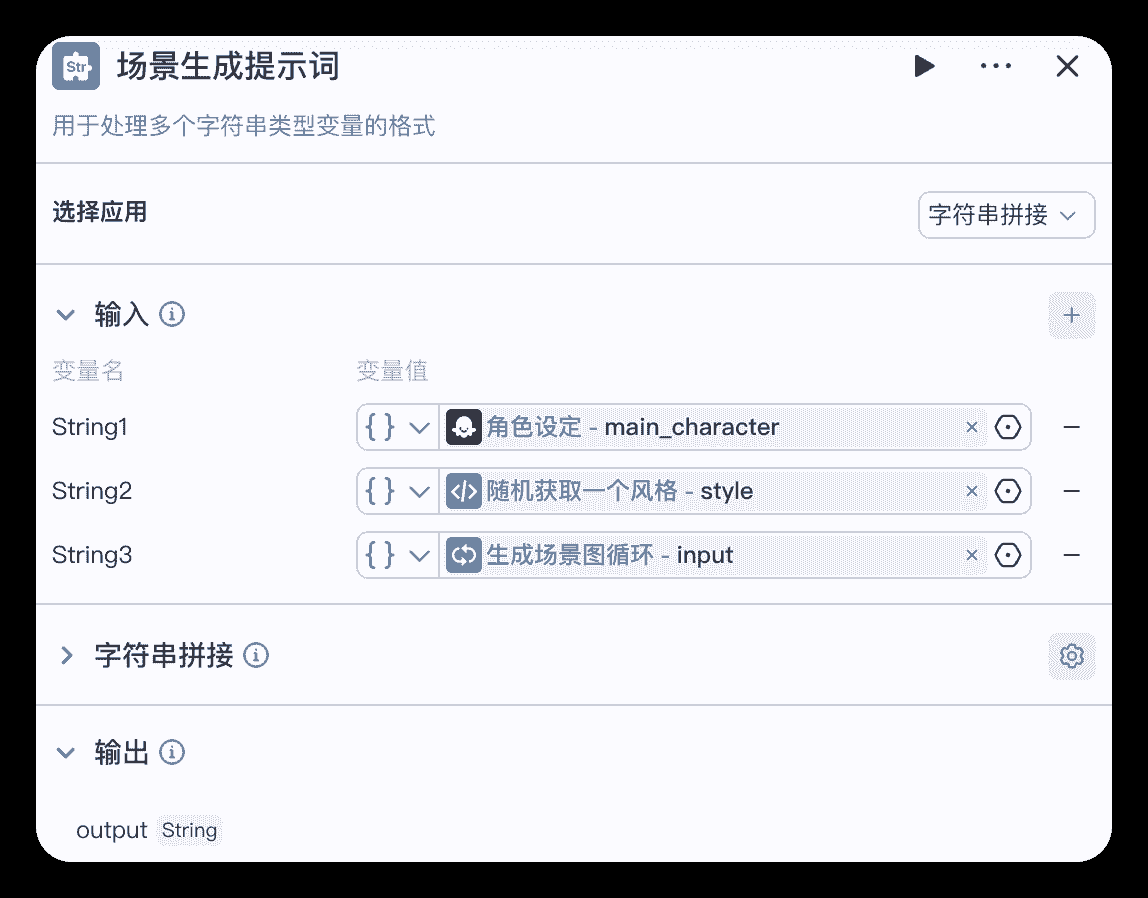 Str 场景生成提示词
用于处理多个字符串类型变量的格式
选择应用 字符串拼接
输入
变量名 变量值
String1 {} 角色设定 - main_character
String2 {} </> 随机获取一个风格 - style
String3 {} 生成场景图循环 - input
字符串拼接
输出
output String